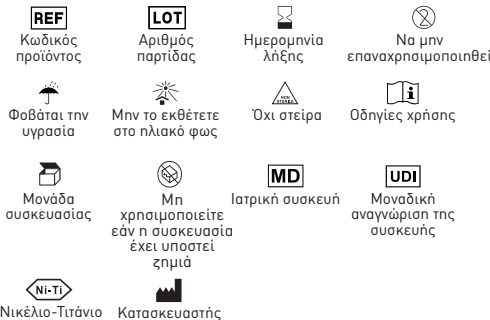 REF
LOT
Κωδικός
προϊόντος
Αριθμός
παρτίδας
Ημερομηνία
λήξης
Να μην
επαναχρησιμοποιηθεί
NON
STERILE
Φοβάται την
υγρασία
Μην το εκθέτετε
στο ηλιακό φως
Όχι στείρα
Οδηγίες χρήσης
MD
UDI
Μονάδα
συσκευασίας
Μη
χρησιμοποιείτε
εάν η συσκευασία
έχει υποστεί
ζημιά
Ιατρική συσκευή
Μοναδική
αναγνώριση της
συσκευής
Ni-Ti
Νικέλιο-Τιτάνιο
Κατασκευαστής